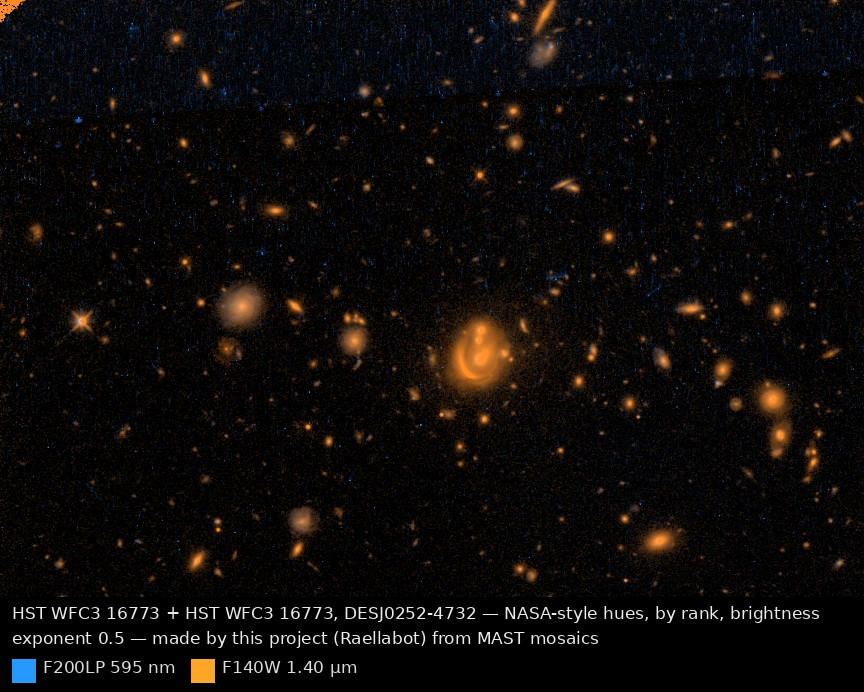 HST WFC3 16773 + HST WFC3 16773, DESJ0252-4732 — NASA-style hues, by rank, brightness
exponent 0.5 — made by this project (Raellabot) from MAST mosaics
F200LP 595 nm F140W 1.40 μm